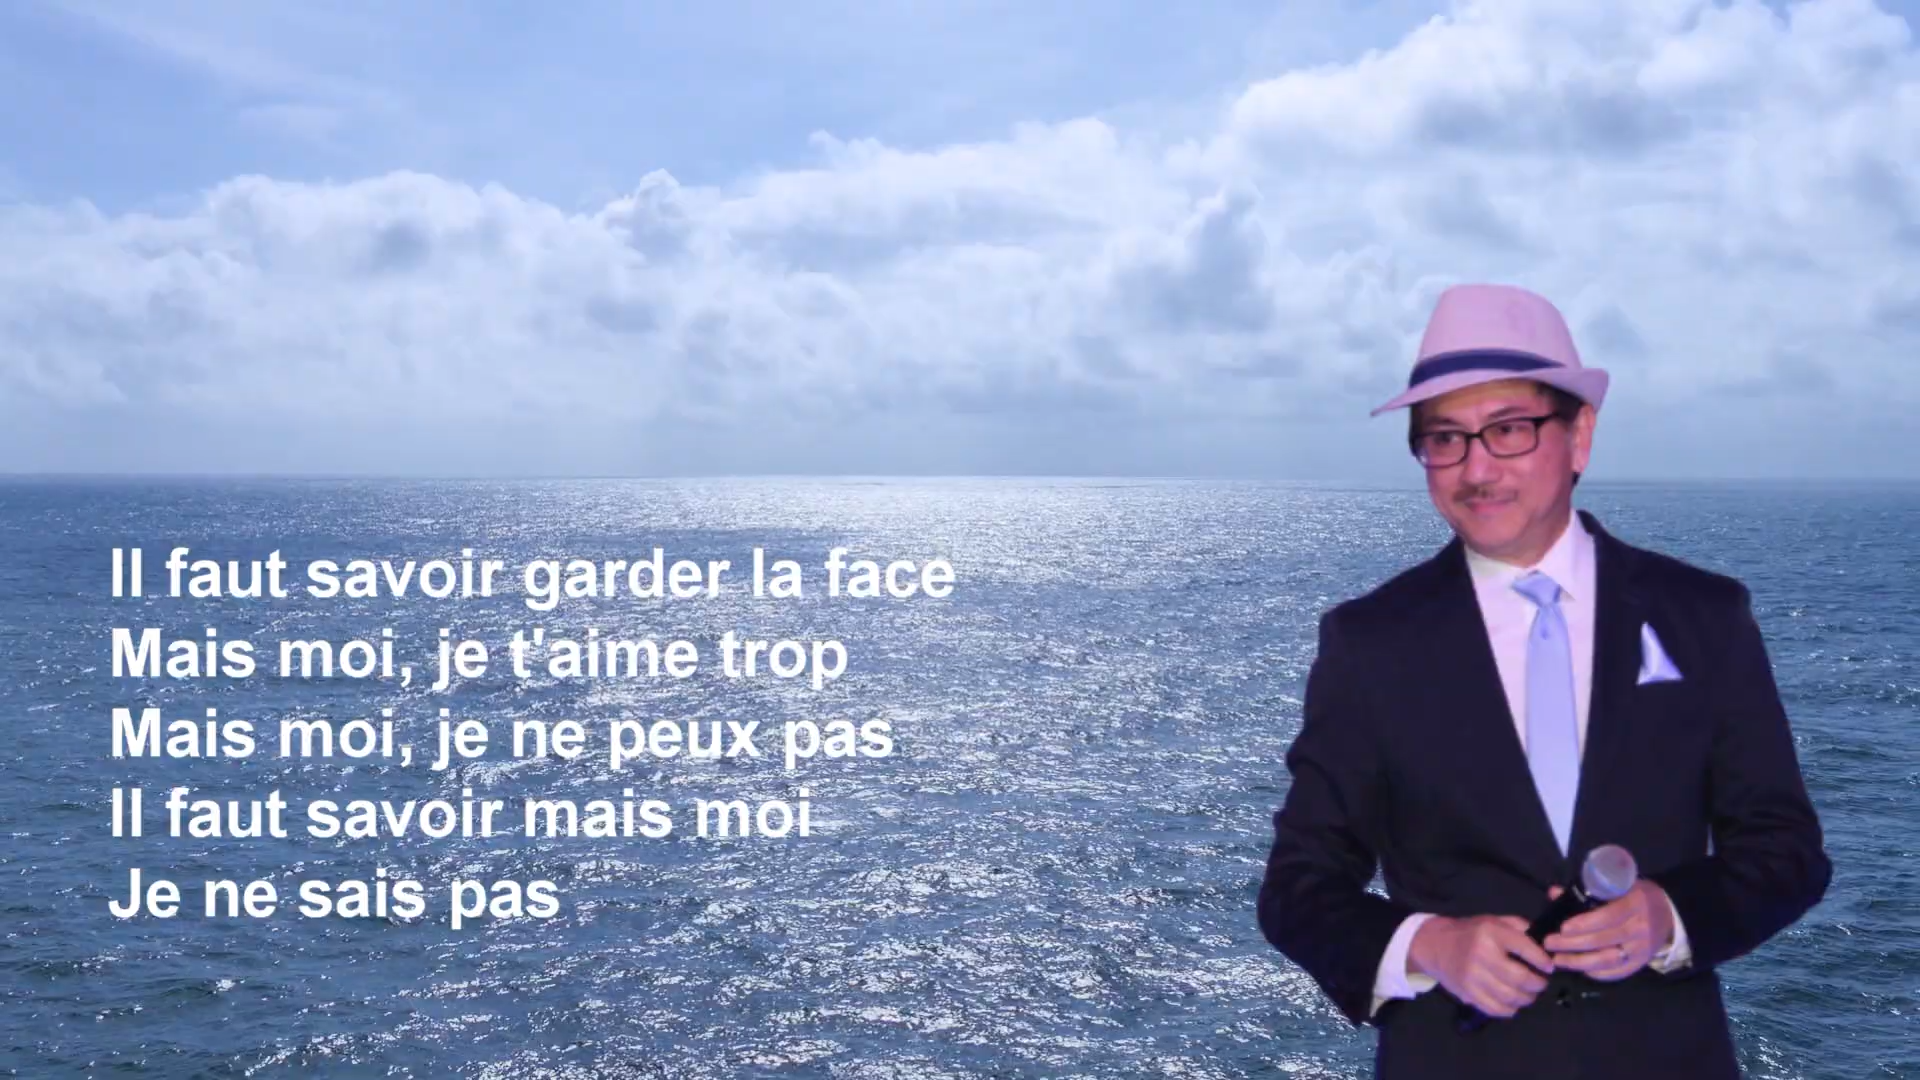 Il faut savoir garder la face
Mais moi, je t'aime trop
Mais moi, je ne peux pas
Il faut savoir mais moi
Je ne sais pas